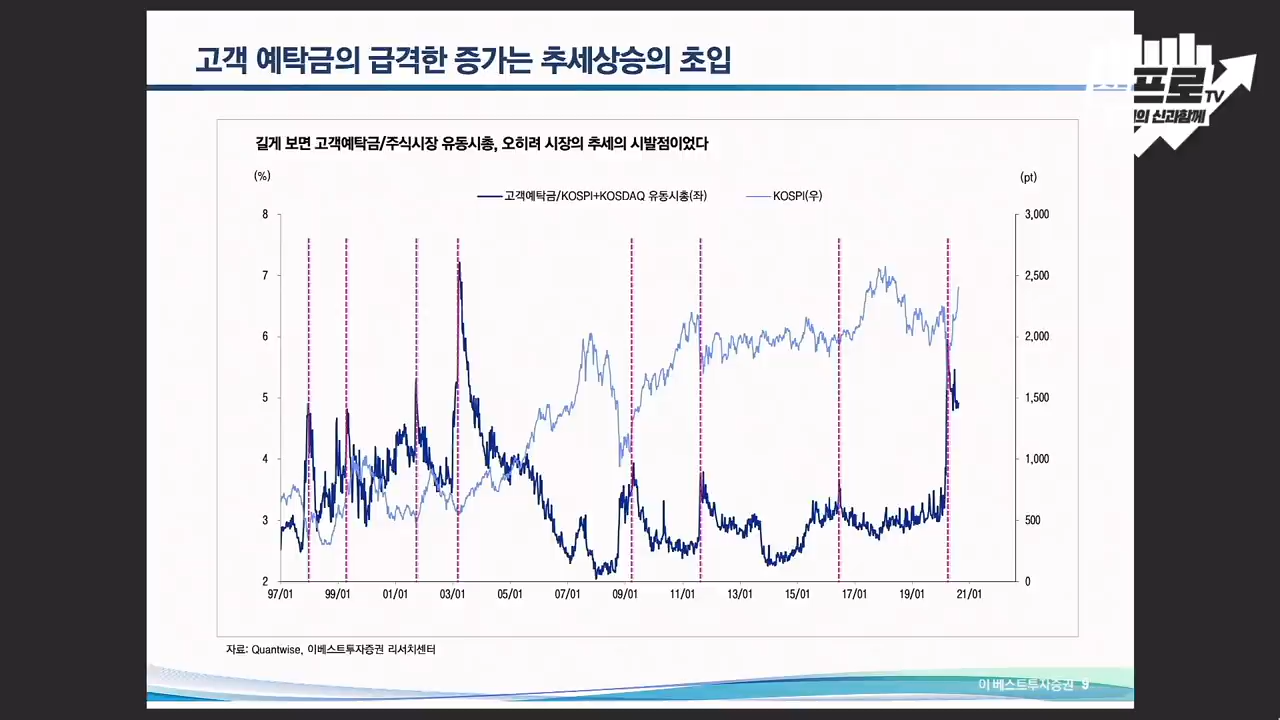 고객 예탁금의 급격한 증가는 추세상승의 초입
프로TV
의 신과함께
길게 보면 고객예탁금/주식시장 유동시총, 오히려 시장의 추세의 시발점이었다
(%)
(pt)
고객예탁금/KOSPI+KOSDAQ 유동시총(좌)
KOSPI(우)
8
3,000
7
2,500
6
2,000
5
1,500
4
1,000
3
500
2
0
97/01 99/01 01/01 03/01 05/01 07/01 09/01 11/01 13/01 15/01 17/01 19/01 21/01
자료: Quantwise, 이베스트투자증권 리서치센터
이베스트투자증권 9